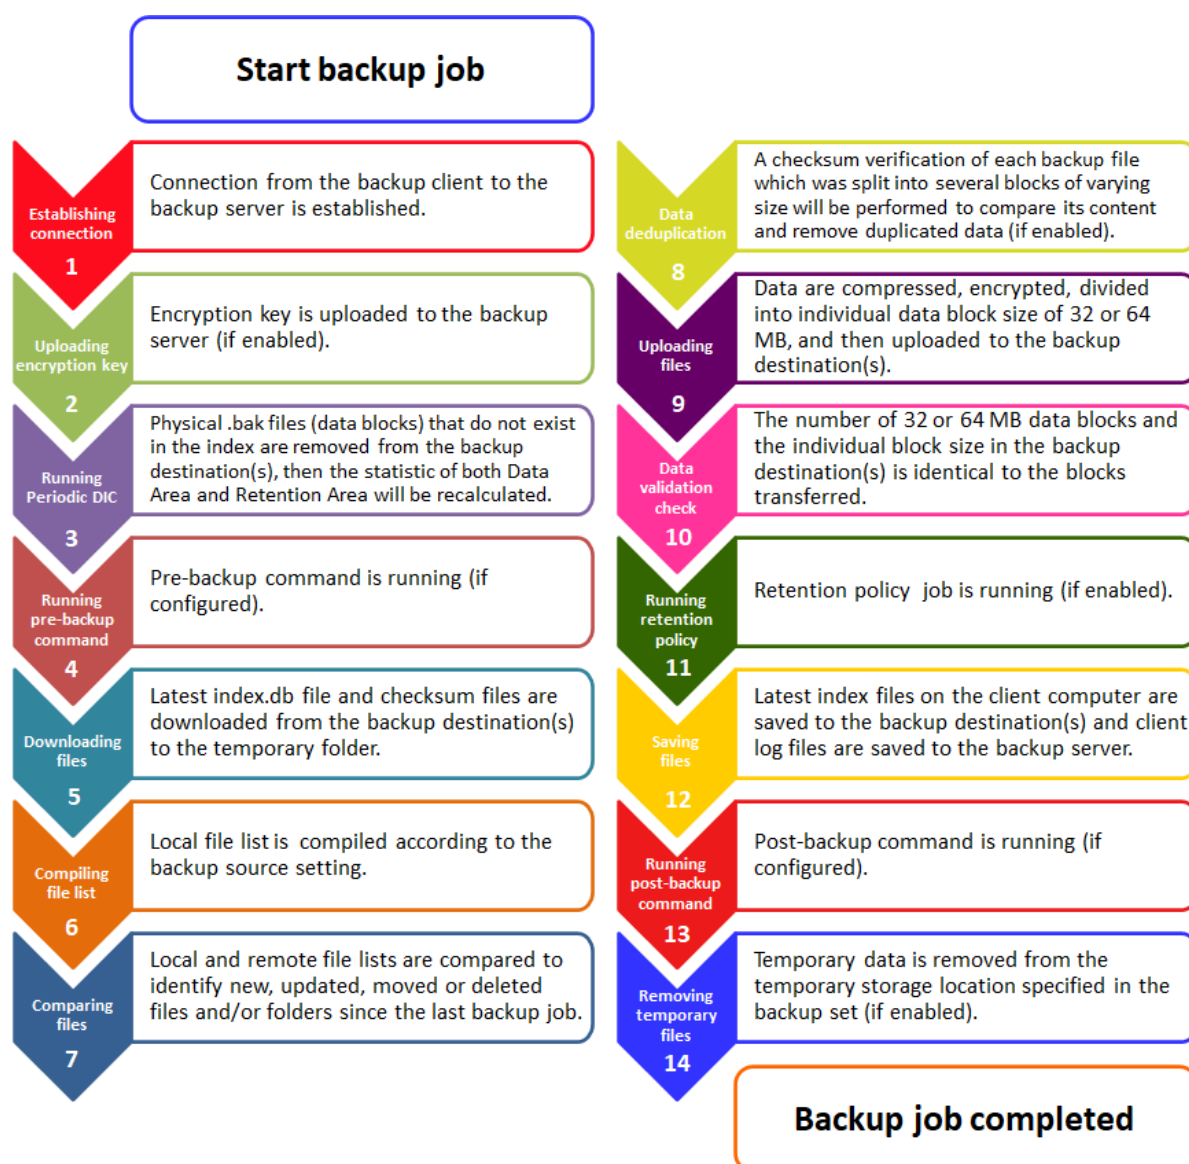 Start backup job
Establishing
connection
1
Connection from the backup client to the
backup server is established.
Uploading
encryption key
2
Encryption key is uploaded to the backup
server (if enabled).
Running
Periodic DIC
3
Physical .bak files (data blocks) that do not exist
in the index are removed from the backup
destination(s), then the statistic of both Data
Area and Retention Area will be recalculated.
Running
pre-backup
command
4
Pre-backup command is running (if
configured).
Downloading
files
5
Latest index.db file and checksum files are
downloaded from the backup destination(s)
to the temporary folder.
Compiling
file list
6
Local file list is compiled according to the
backup source setting.
Comparing
files
7
Local and remote file lists are compared to
identify new, updated, moved or deleted
files and/or folders since the last backup job.
Data
deduplication
8
A checksum verification of each backup file
which was split into several blocks of varying
size will be performed to compare its content
and remove duplicated data (if enabled).
Uploading
files
9
Data are compressed, encrypted, divided
into individual data block size of 32 or 64
MB, and then uploaded to the backup
destination(s).
Data
validation
check
10
The number of 32 or 64 MB data blocks and
the individual block size in the backup
destination(s) is identical to the blocks
transferred.
Running
retention
policy
11
Retention policy job is running (if enabled).
Saving
files
12
Latest index files on the client computer are
saved to the backup destination(s) and client
log files are saved to the backup server.
Running
post-backup
command
13
Post-backup command is running (if
configured).
Removing
temporary
files
14
Temporary data is removed from the
temporary storage location specified in the
backup set (if enabled).
Backup job completed